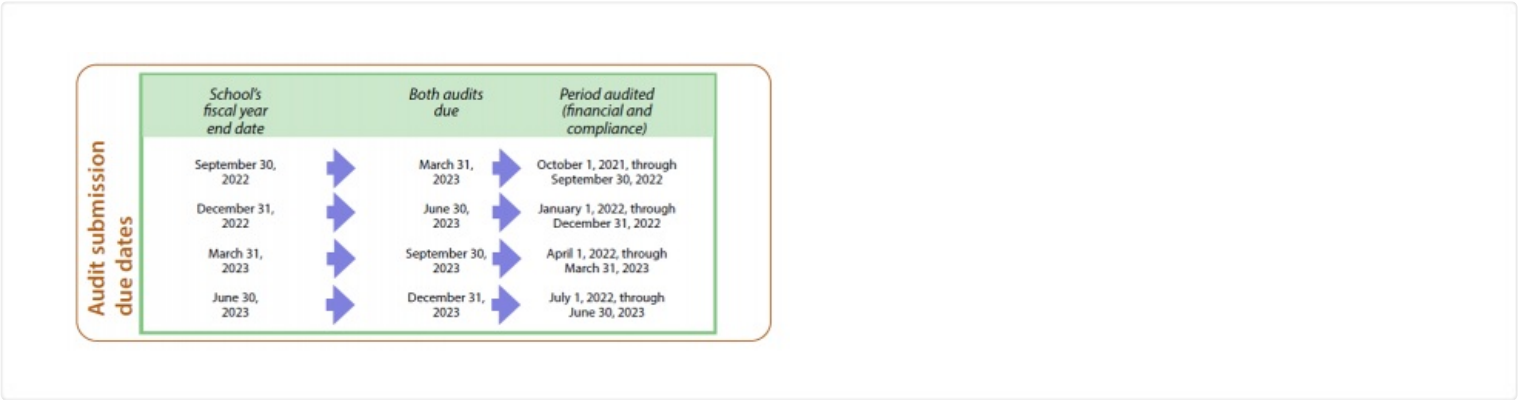 Audit submission
due dates
School's
fiscal year
end date
Both audits
due
Period audited
(financial and
compliance)
September 30,
2022
March 31,
2023
October 1, 2021, through
September 30, 2022
December 31,
2022
June 30,
2023
January 1, 2022, through
December 31, 2022
March 31,
2023
September 30,
2023
April 1, 2022, through
March 31, 2023
June 30,
2023
December 31,
2023
July 1, 2022, through
June 30, 2023